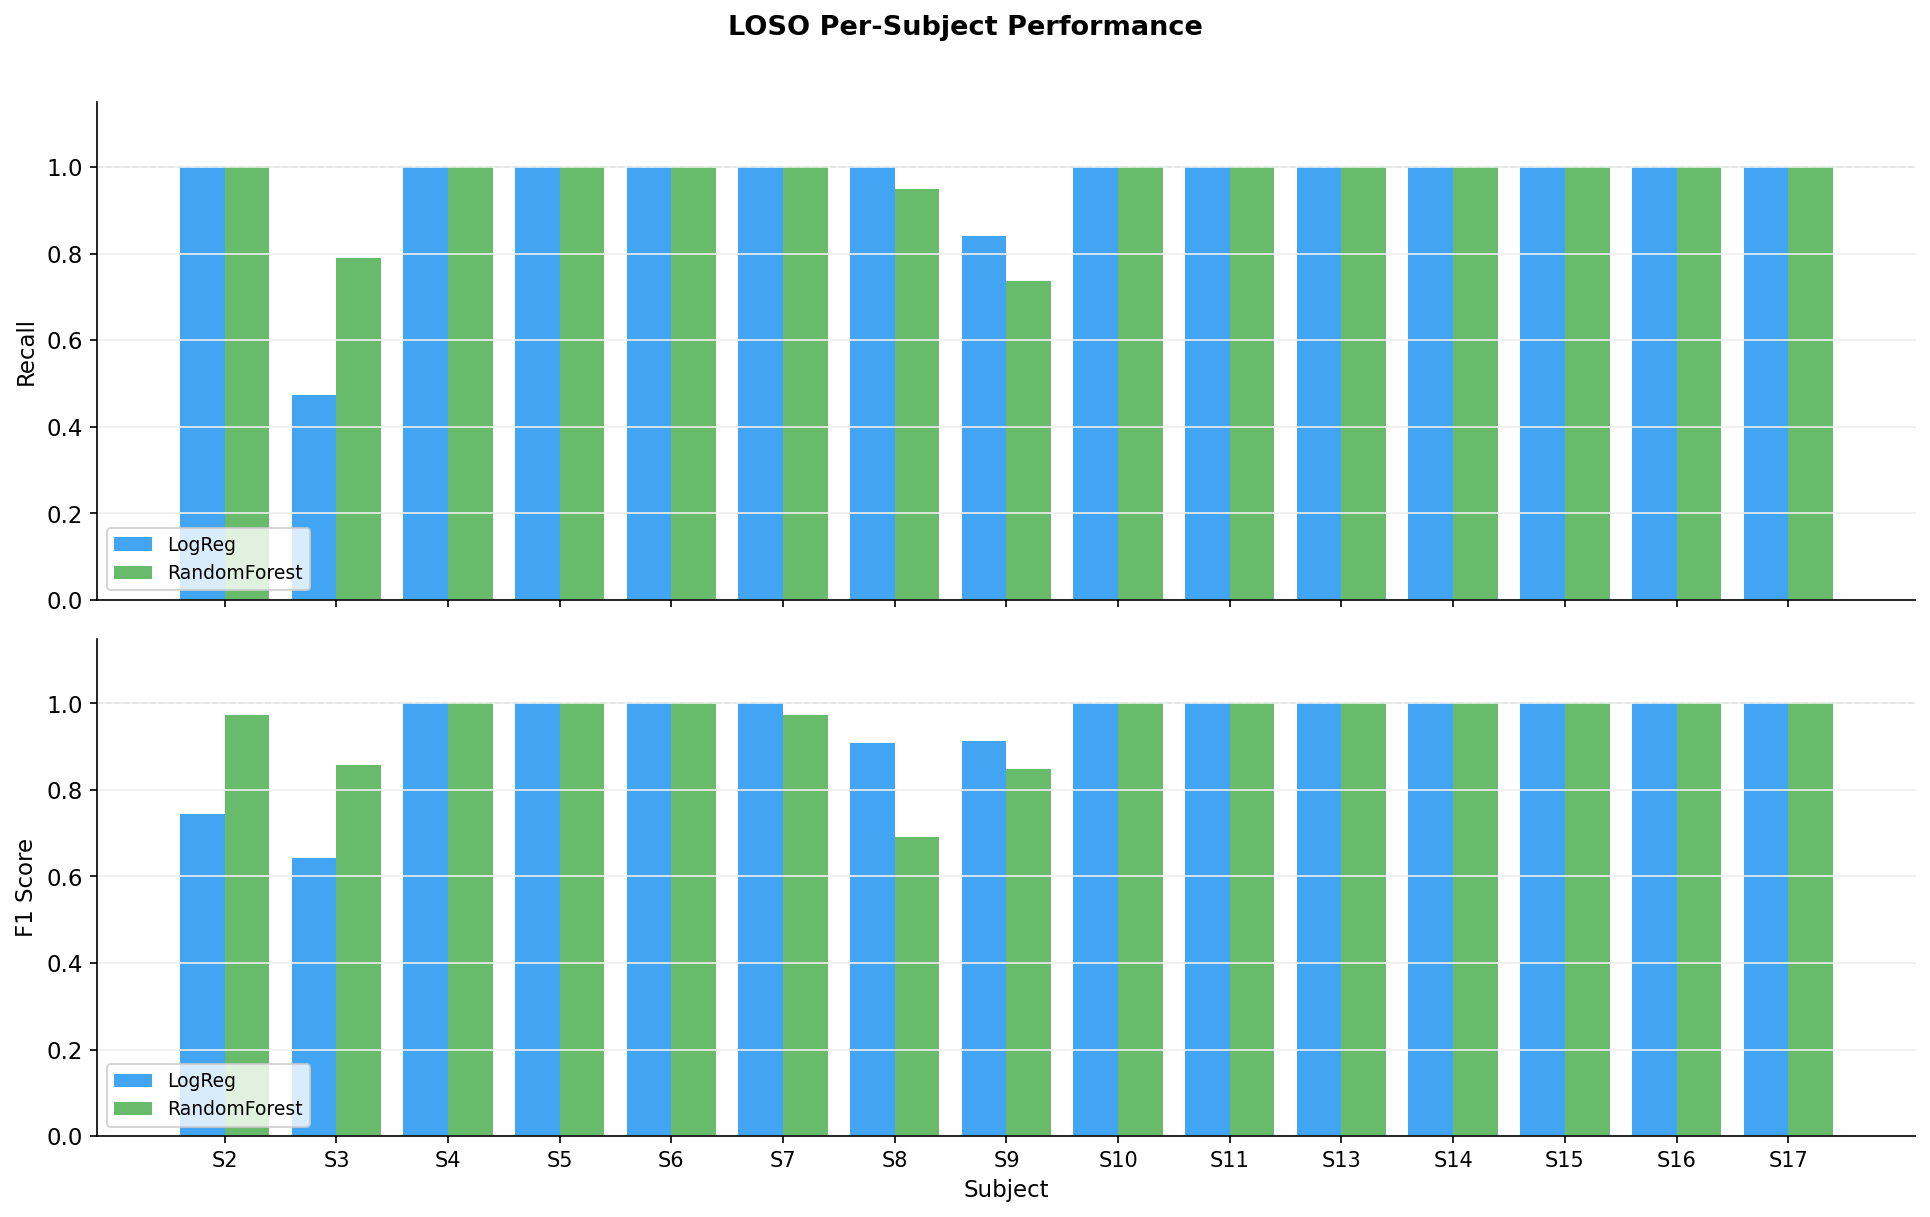 LOSO Per-Subject Performance
Recall
1.0
0.8
0.6
0.4
0.2
0.0
LogReg
RandomForest
F1 Score
1.0
0.8
0.6
0.4
0.2
0.0
LogReg
RandomForest
S2 S3 S4 S5 S6 S7 S8 S9 S10 S11 S13 S14 S15 S16 S17
Subject